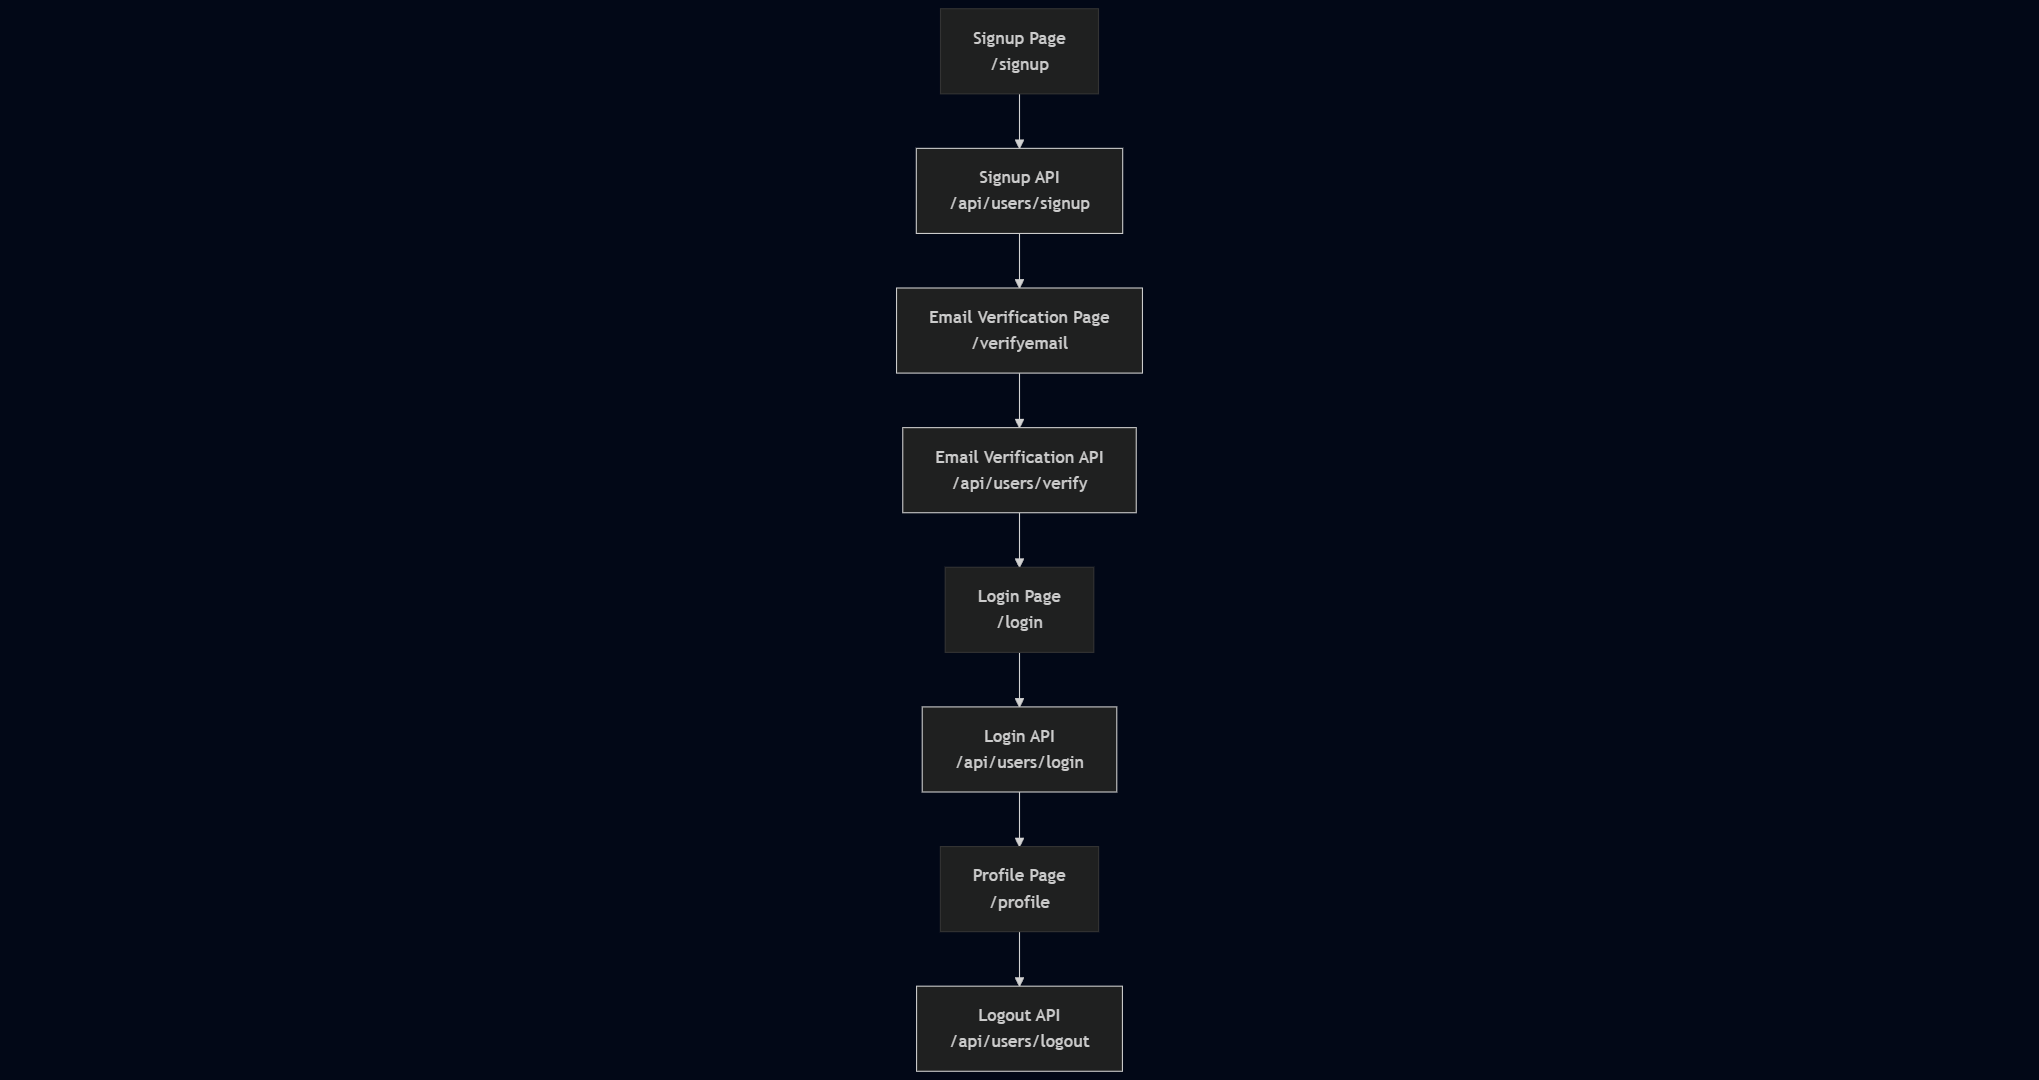 Signup Page
/signup
Signup API
/api/users/signup
Email Verification Page
/verifyemail
Email Verification API
/api/users/verify
Login Page
/login
Login API
/api/users/login
Profile Page
/profile
Logout API
/api/users/logout